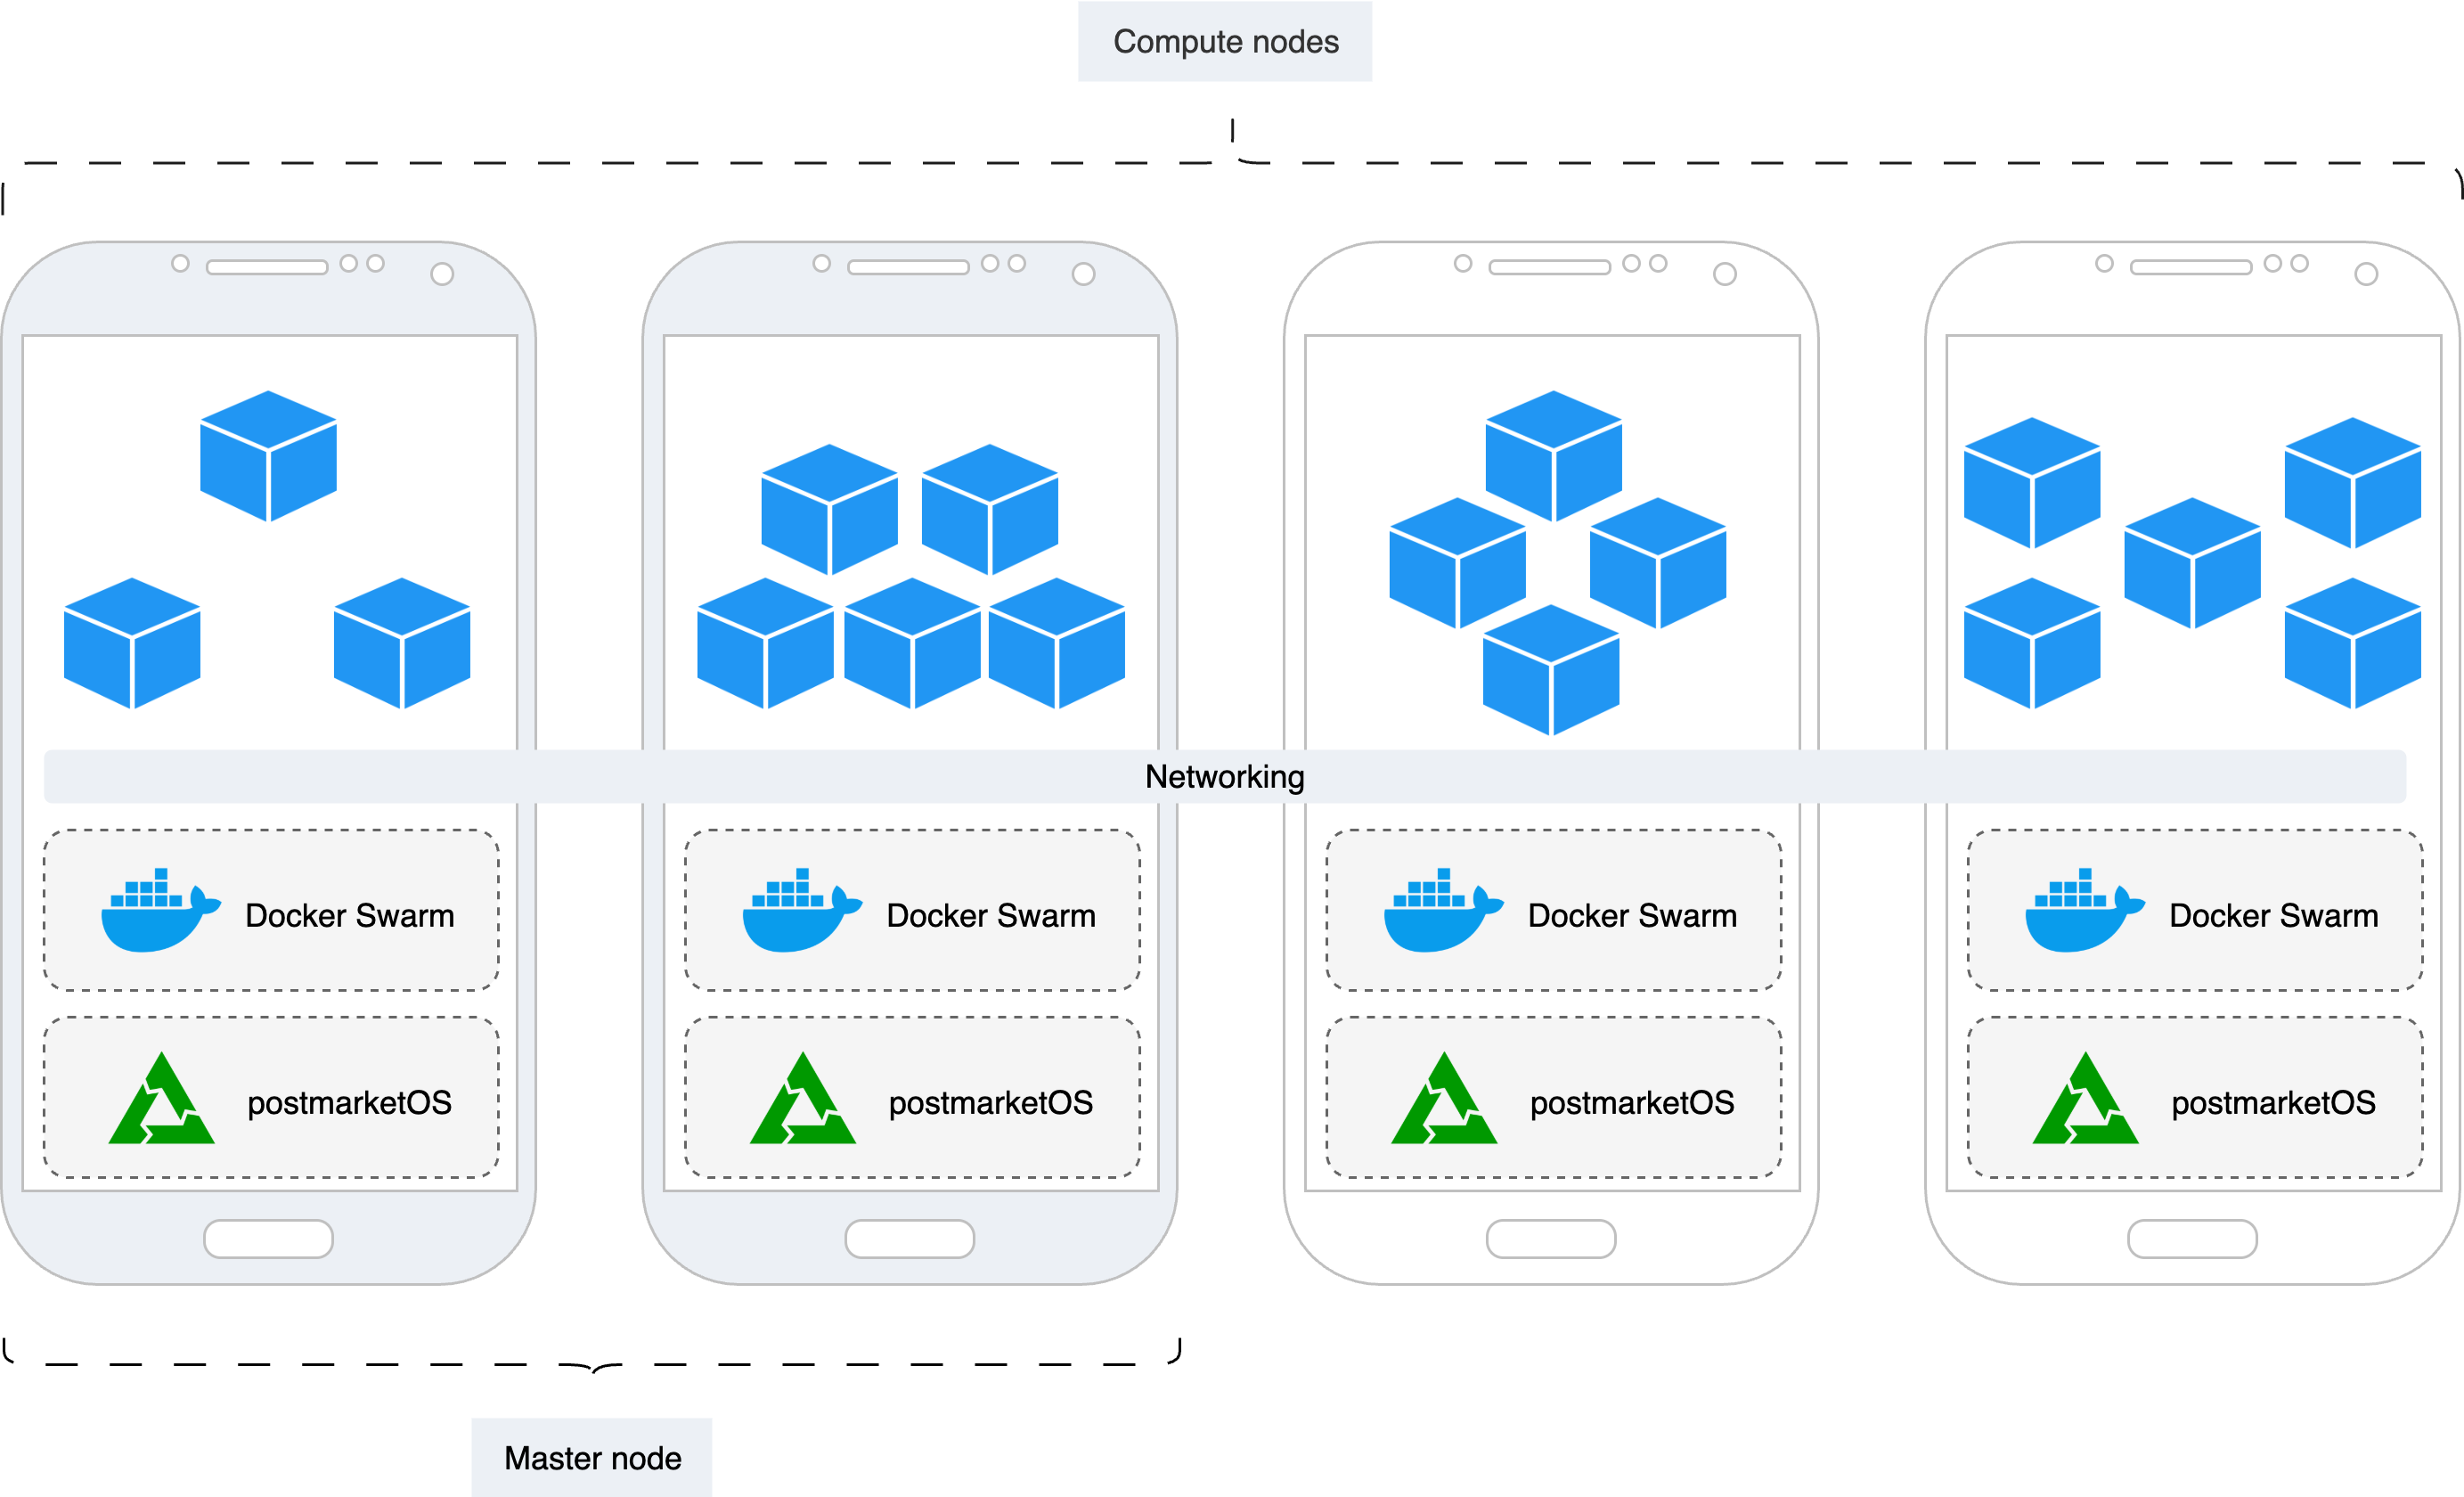 Compute nodes
Networking
Docker Swarm
Docker Swarm
Docker Swarm
Docker Swarm
postmarketOS
postmarketOS
postmarketOS
postmarketOS
Master node